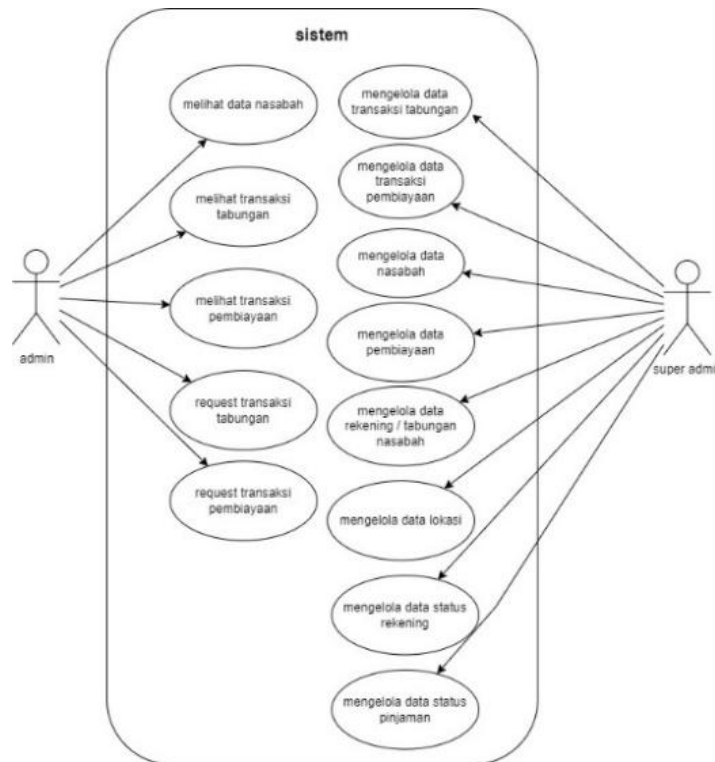 sistem
melihat data nasabah
melihat transaksi
tabungan
melihat transaksi
pembiayaan
request transaksi
tabungan
request transaksi
pembiayaan
mengelola data
transaksi tabungan
mengelola data
transaksi
pembiayaan
mengelola data
nasabah
mengelola data
pembiayaan
mengelola data
rekening / tabungan
nasabah
mengelola data lokasi
mengelola data status
rekening
mengelola data status
pinjaman
admin
super admin